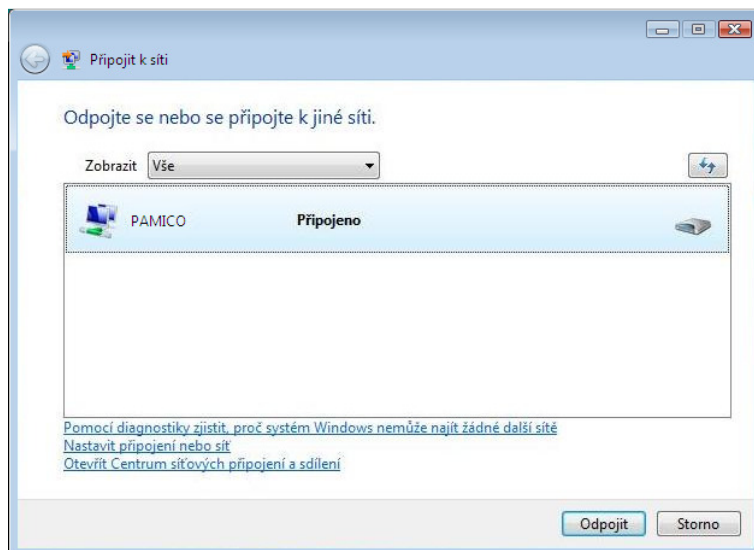 Připojit k síti
Odpojte se nebo se připojte k jiné síti.
Zobrazit Vše
PAMICO Připojeno
Pomocí diagnostiky zjistit, proč systém Windows nemůže najít žádné další sítě
Nastavit připojení nebo síť
Otevřít Centrum síťových připojení a sdílení
Odpojit Storno